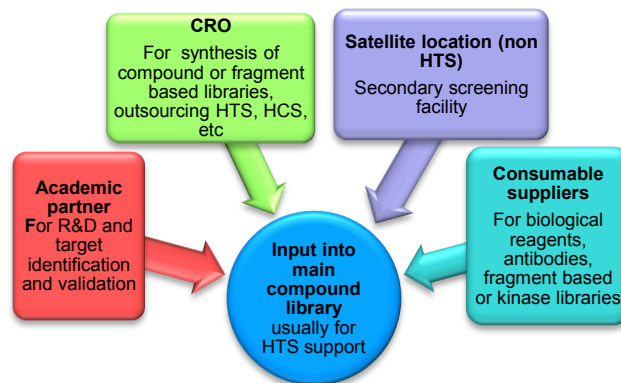 CRO
For synthesis of
compound or fragment
based libraries,
outsourcing HTS, HCS,
etc
Satellite location (non
HTS)
Secondary screening
facility
Academic
partner
For R&D and
target
identification
and validation
Consumable
suppliers
For biological
reagents,
antibodies,
fragment based
or kinase libraries
Input into
main
compound
library
usually for
HTS support